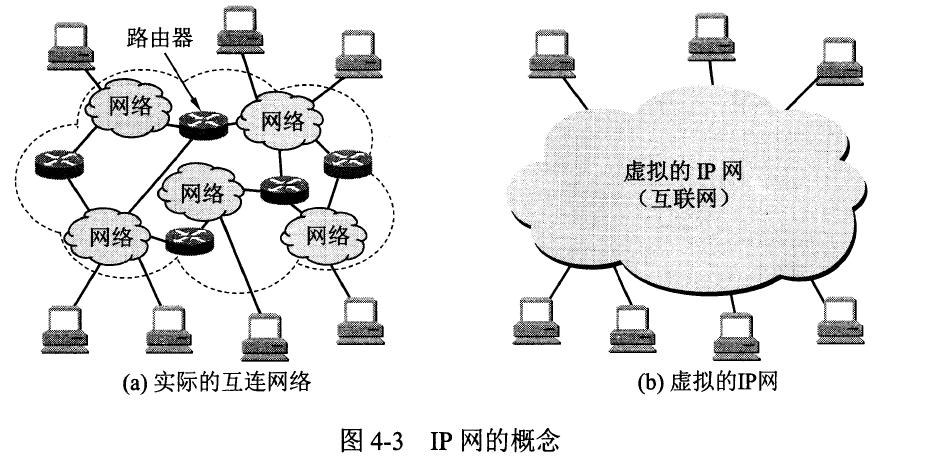 路由器
网络
网络
网络
网络
网络
虚拟的 IP 网
（互联网）
(a) 实际的互连网络
(b) 虚拟的IP网
图 4-3 IP 网的概念